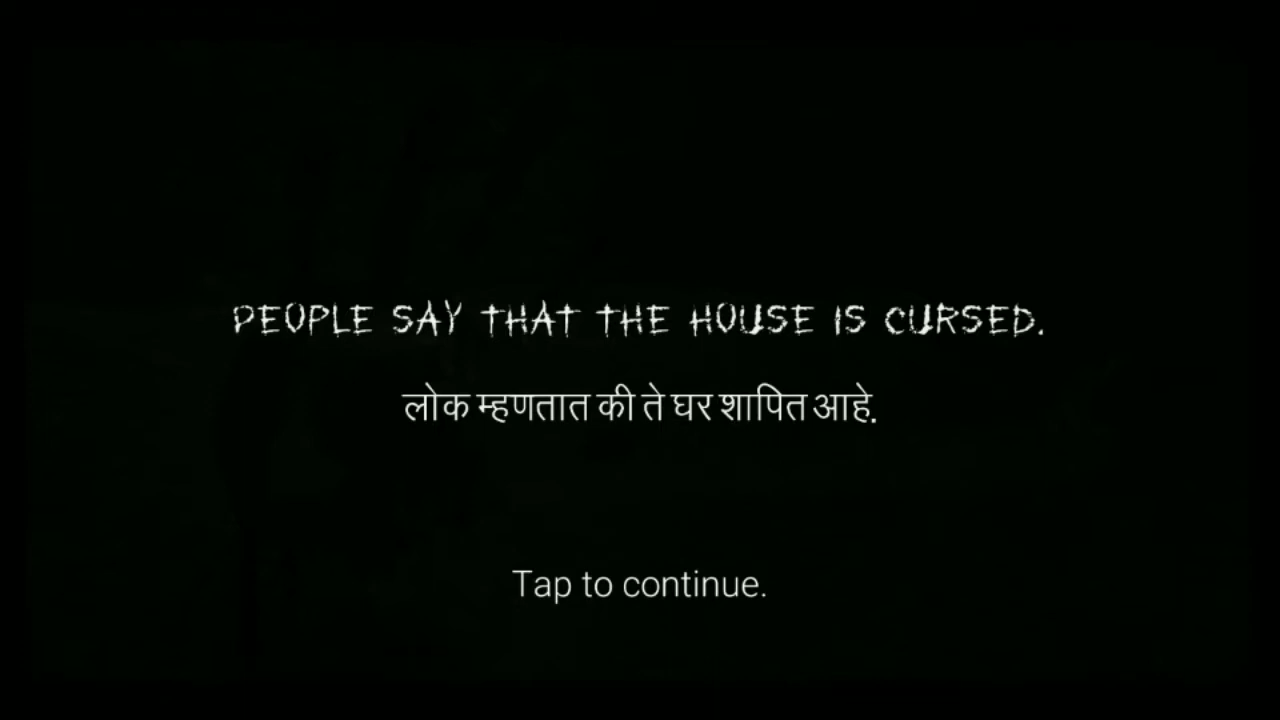 PEOPLE SAY THAT THE HOUSE IS CURSED.
लोक म्हणतात की ते घर शापित आहे.
Tap to continue.